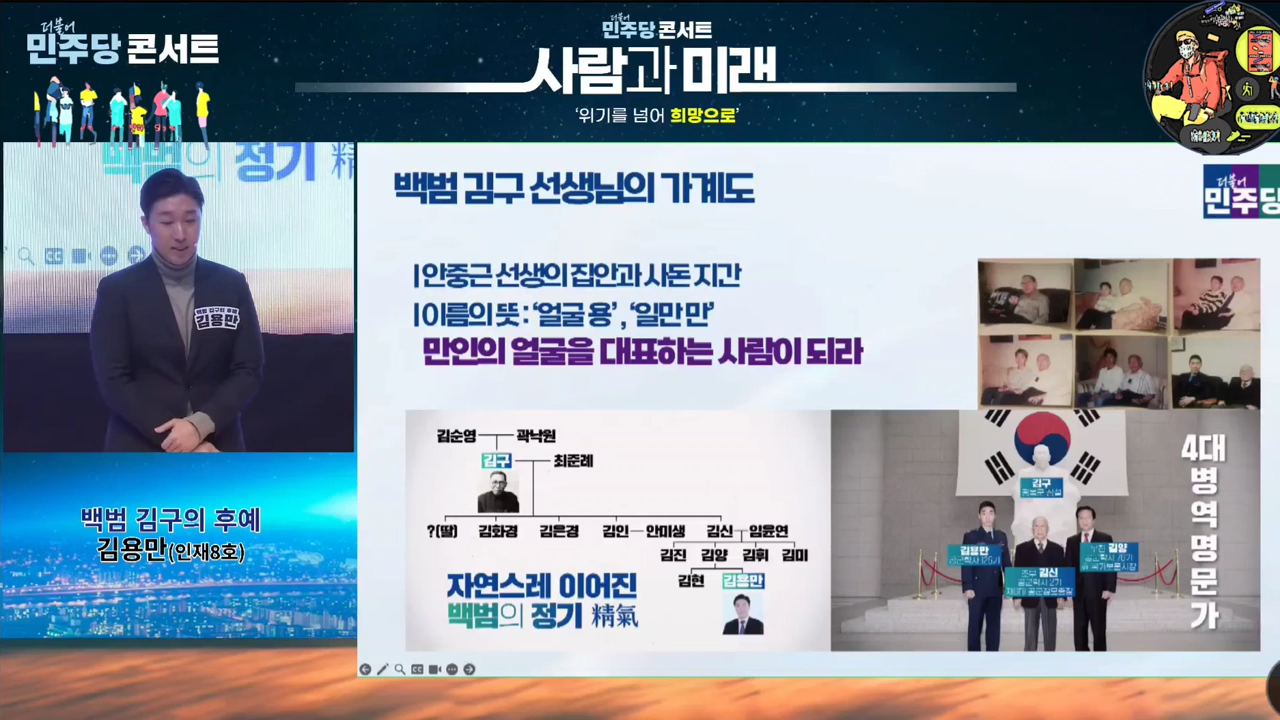 더불어
민주당 콘서트
더불어
민주당 콘서트
사람과 미래
'위기를 넘어 희망으로'
백범의 정기 精
CC
백범 김구의 후예
김용만
백범 김구의 후예
김용만(인재8호)
백범 김구 선생님의 가계도
더불어
민주당
|안중근 선생의 집안과 사돈 지간
|이름의 뜻 : '얼굴 용' , '일만 만'
만인의 얼굴을 대표하는 사람이 되라
김순영 곽낙원
김구 최준례
?(딸) 김화경 김은경 김인 안미생 김신 임윤연
김진 김양 김휘 김미
김현 김용만
자연스레 이어진
백범의 정기 精氣
4대
병역명문가
김구
김용만
김양
김신
CC